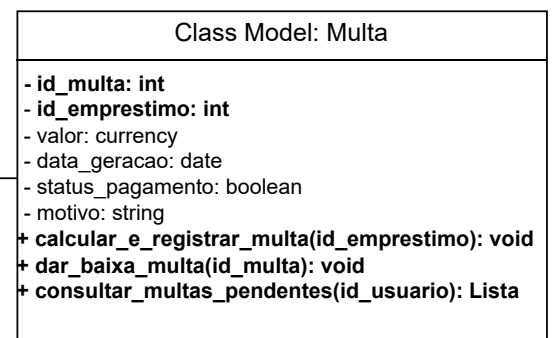 Class Model: Multa
- id_multa: int
- id_emprestimo: int
- valor: currency
- data_geracao: date
- status_pagamento: boolean
- motivo: string
+ calcular_e_registrar_multa(id_emprestimo): void
+ dar_baixa_multa(id_multa): void
+ consultar_multas_pendentes(id_usuario): Lista